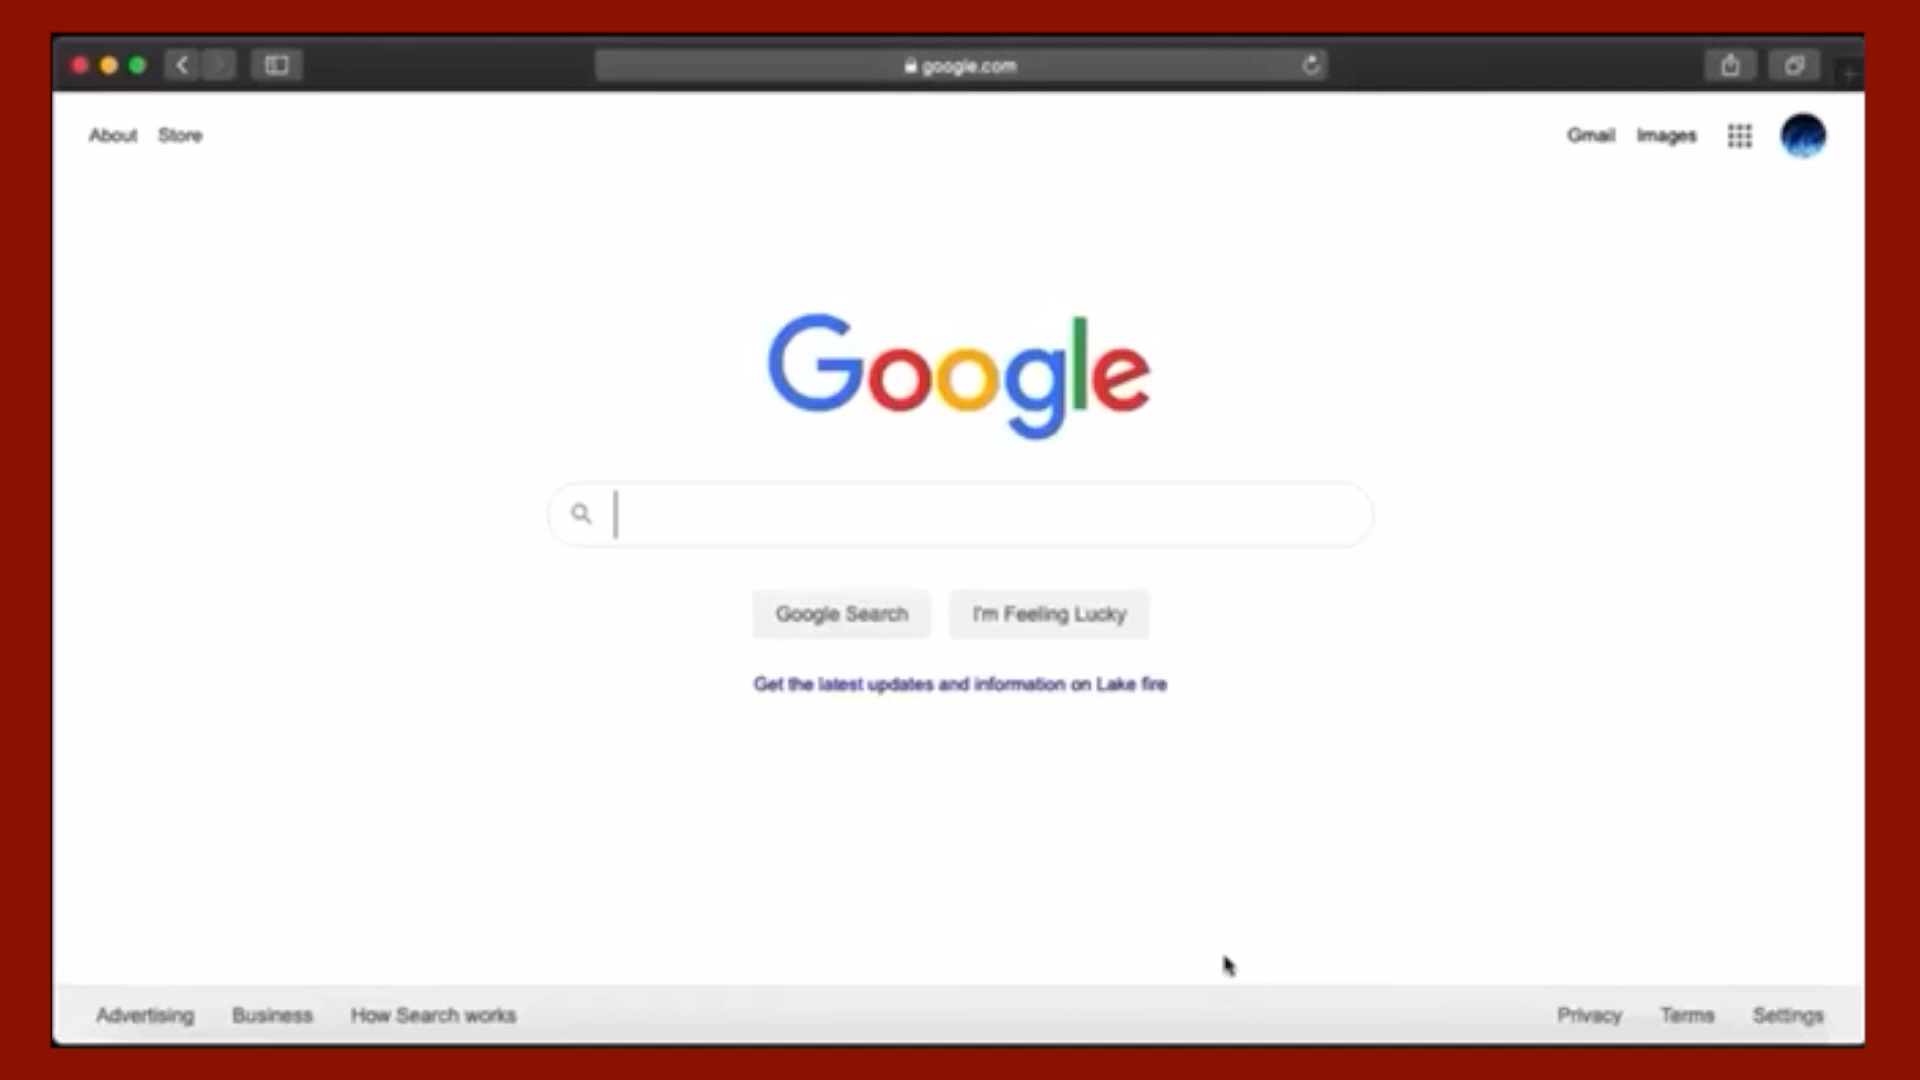 google.com
About Store
Gmail Images
Google
Google Search
I'm Feeling Lucky
Get the latest updates and information on Lake fire
Advertising Business How Search works
Privacy Terms Settings